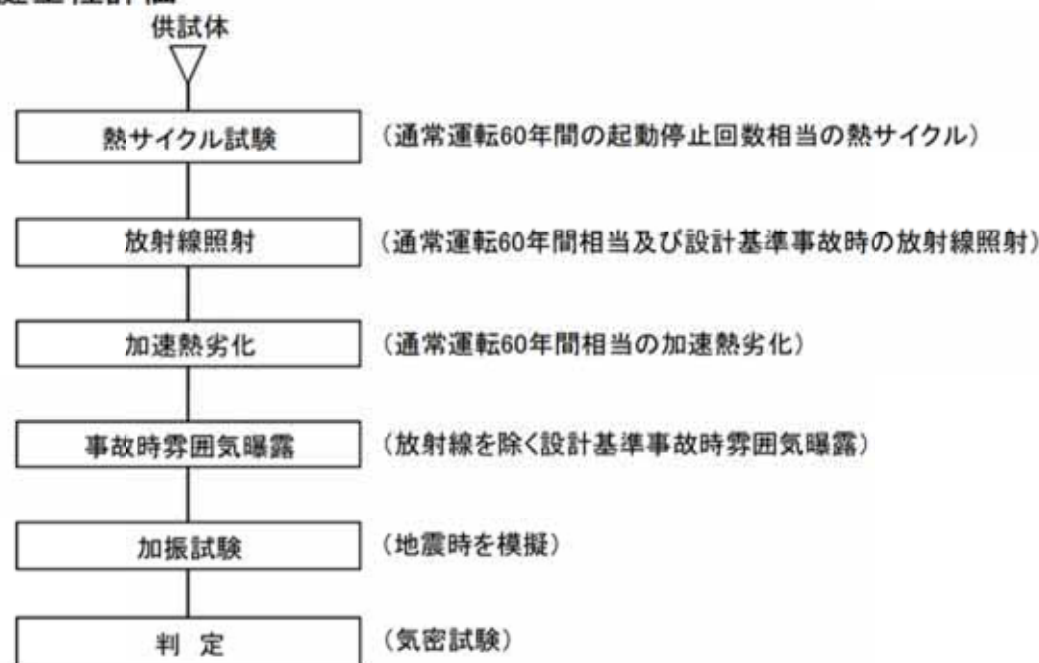 供試体
熱サイクル試験 (通常運転60年間の起動停止回数相当の熱サイクル)
放射線照射 (通常運転60年間相当及び設計基準事故時の放射線照射)
加速熱劣化 (通常運転60年間相当の加速熱劣化)
事故時雰囲気曝露 (放射線を除く設計基準事故時雰囲気曝露)
加振試験 (地震時を模擬)
判 定 (気密試験)